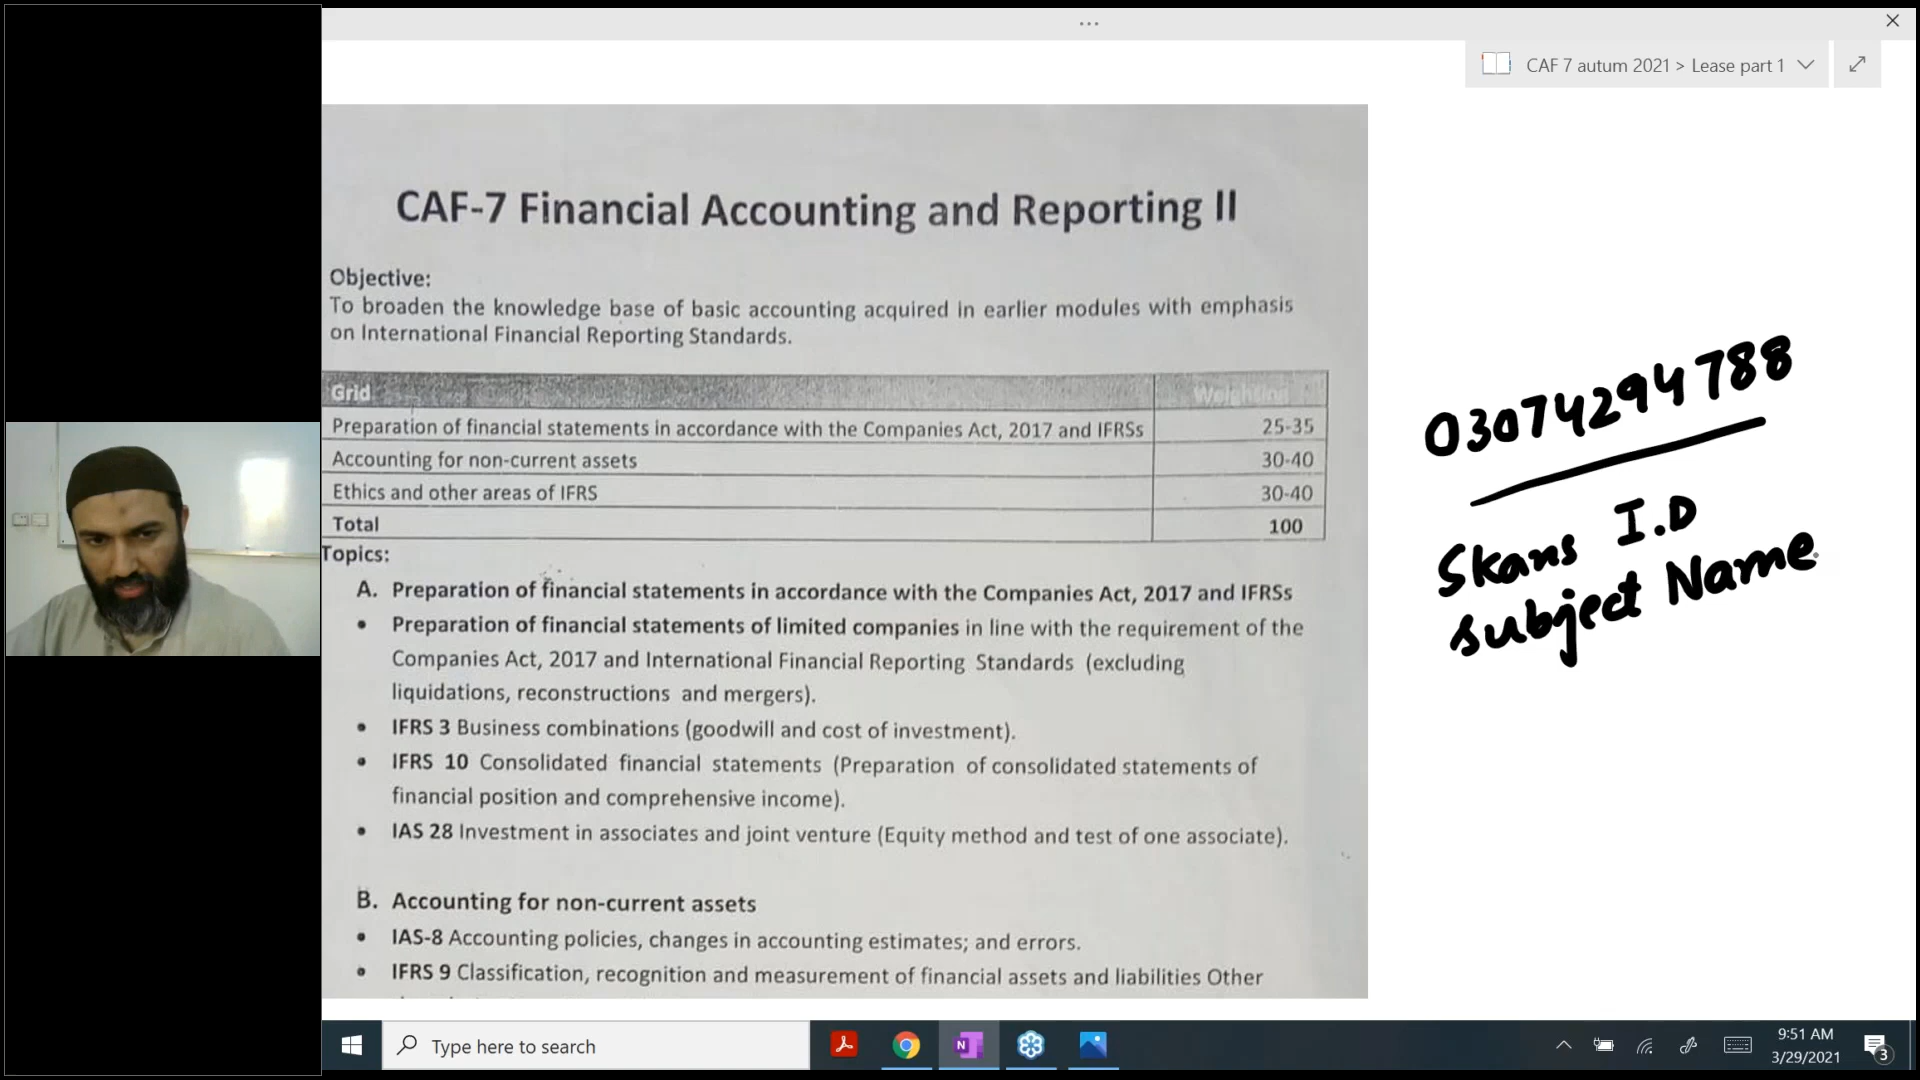 ...
CAF 7 autum 2021 > Lease part 1
CAF-7 Financial Accounting and Reporting II
Objective:
To broaden the knowledge base of basic accounting acquired in earlier modules with emphasis
on International Financial Reporting Standards.
Grid Weighting
Preparation of financial statements in accordance with the Companies Act, 2017 and IFRSs 25-35
Accounting for non-current assets 30-40
Ethics and other areas of IFRS 30-40
Total 100
Topics:
A. Preparation of financial statements in accordance with the Companies Act, 2017 and IFRSs
• Preparation of financial statements of limited companies in line with the requirement of the
Companies Act, 2017 and International Financial Reporting Standards (excluding
liquidations, reconstructions and mergers).
• IFRS 3 Business combinations (goodwill and cost of investment).
• IFRS 10 Consolidated financial statements (Preparation of consolidated statements of
financial position and comprehensive income).
• IAS 28 Investment in associates and joint venture (Equity method and test of one associate).
B. Accounting for non-current assets
• IAS-8 Accounting policies, changes in accounting estimates; and errors.
• IFRS 9 Classification, recognition and measurement of financial assets and liabilities Other
03074294788
Skans I.D
Subject Name
Type here to search
9:51 AM
3/29/2021
3